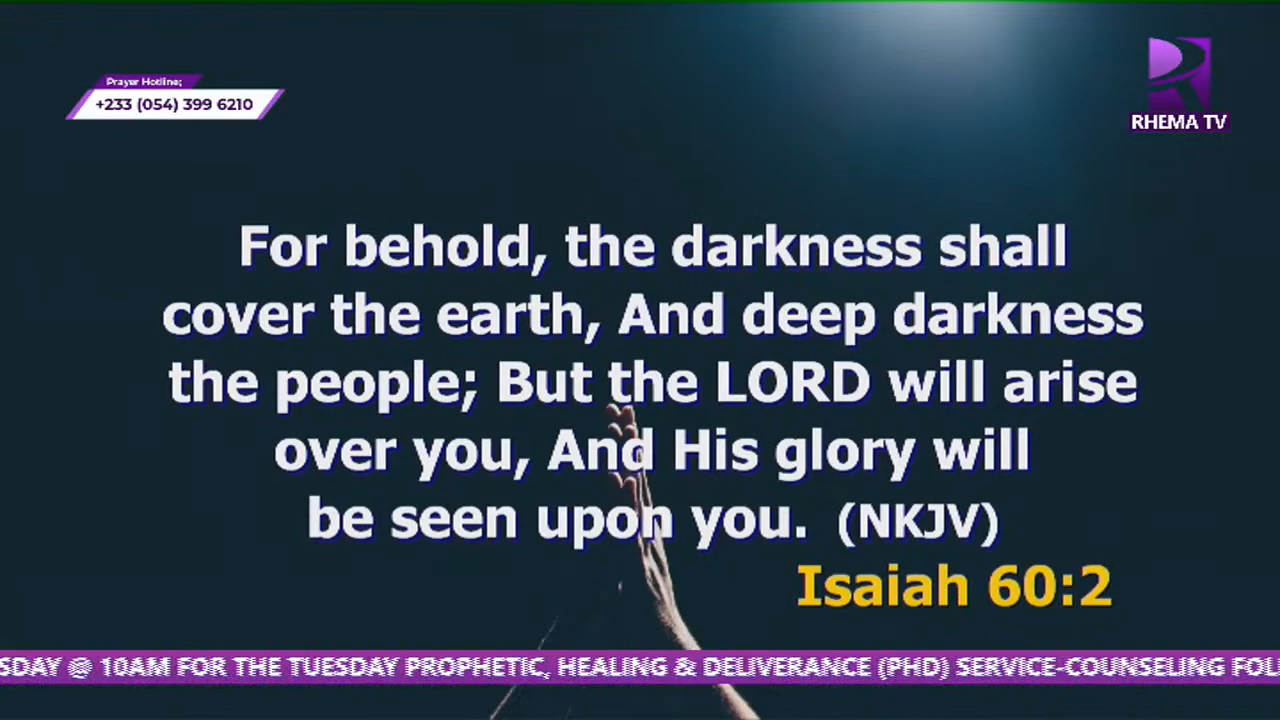 Prayer Hotline;
+233 (054) 399 6210
RHEMA TV
For behold, the darkness shall
cover the earth, And deep darkness
the people; But the LORD will arise
over you, And His glory will
be seen upon you. (NKJV)
Isaiah 60:2
@ 10AM FOR THE TUESDAY PROPHETIC, HEALING & DELIVERANCE (PHD) SERVICE-COUNSELING